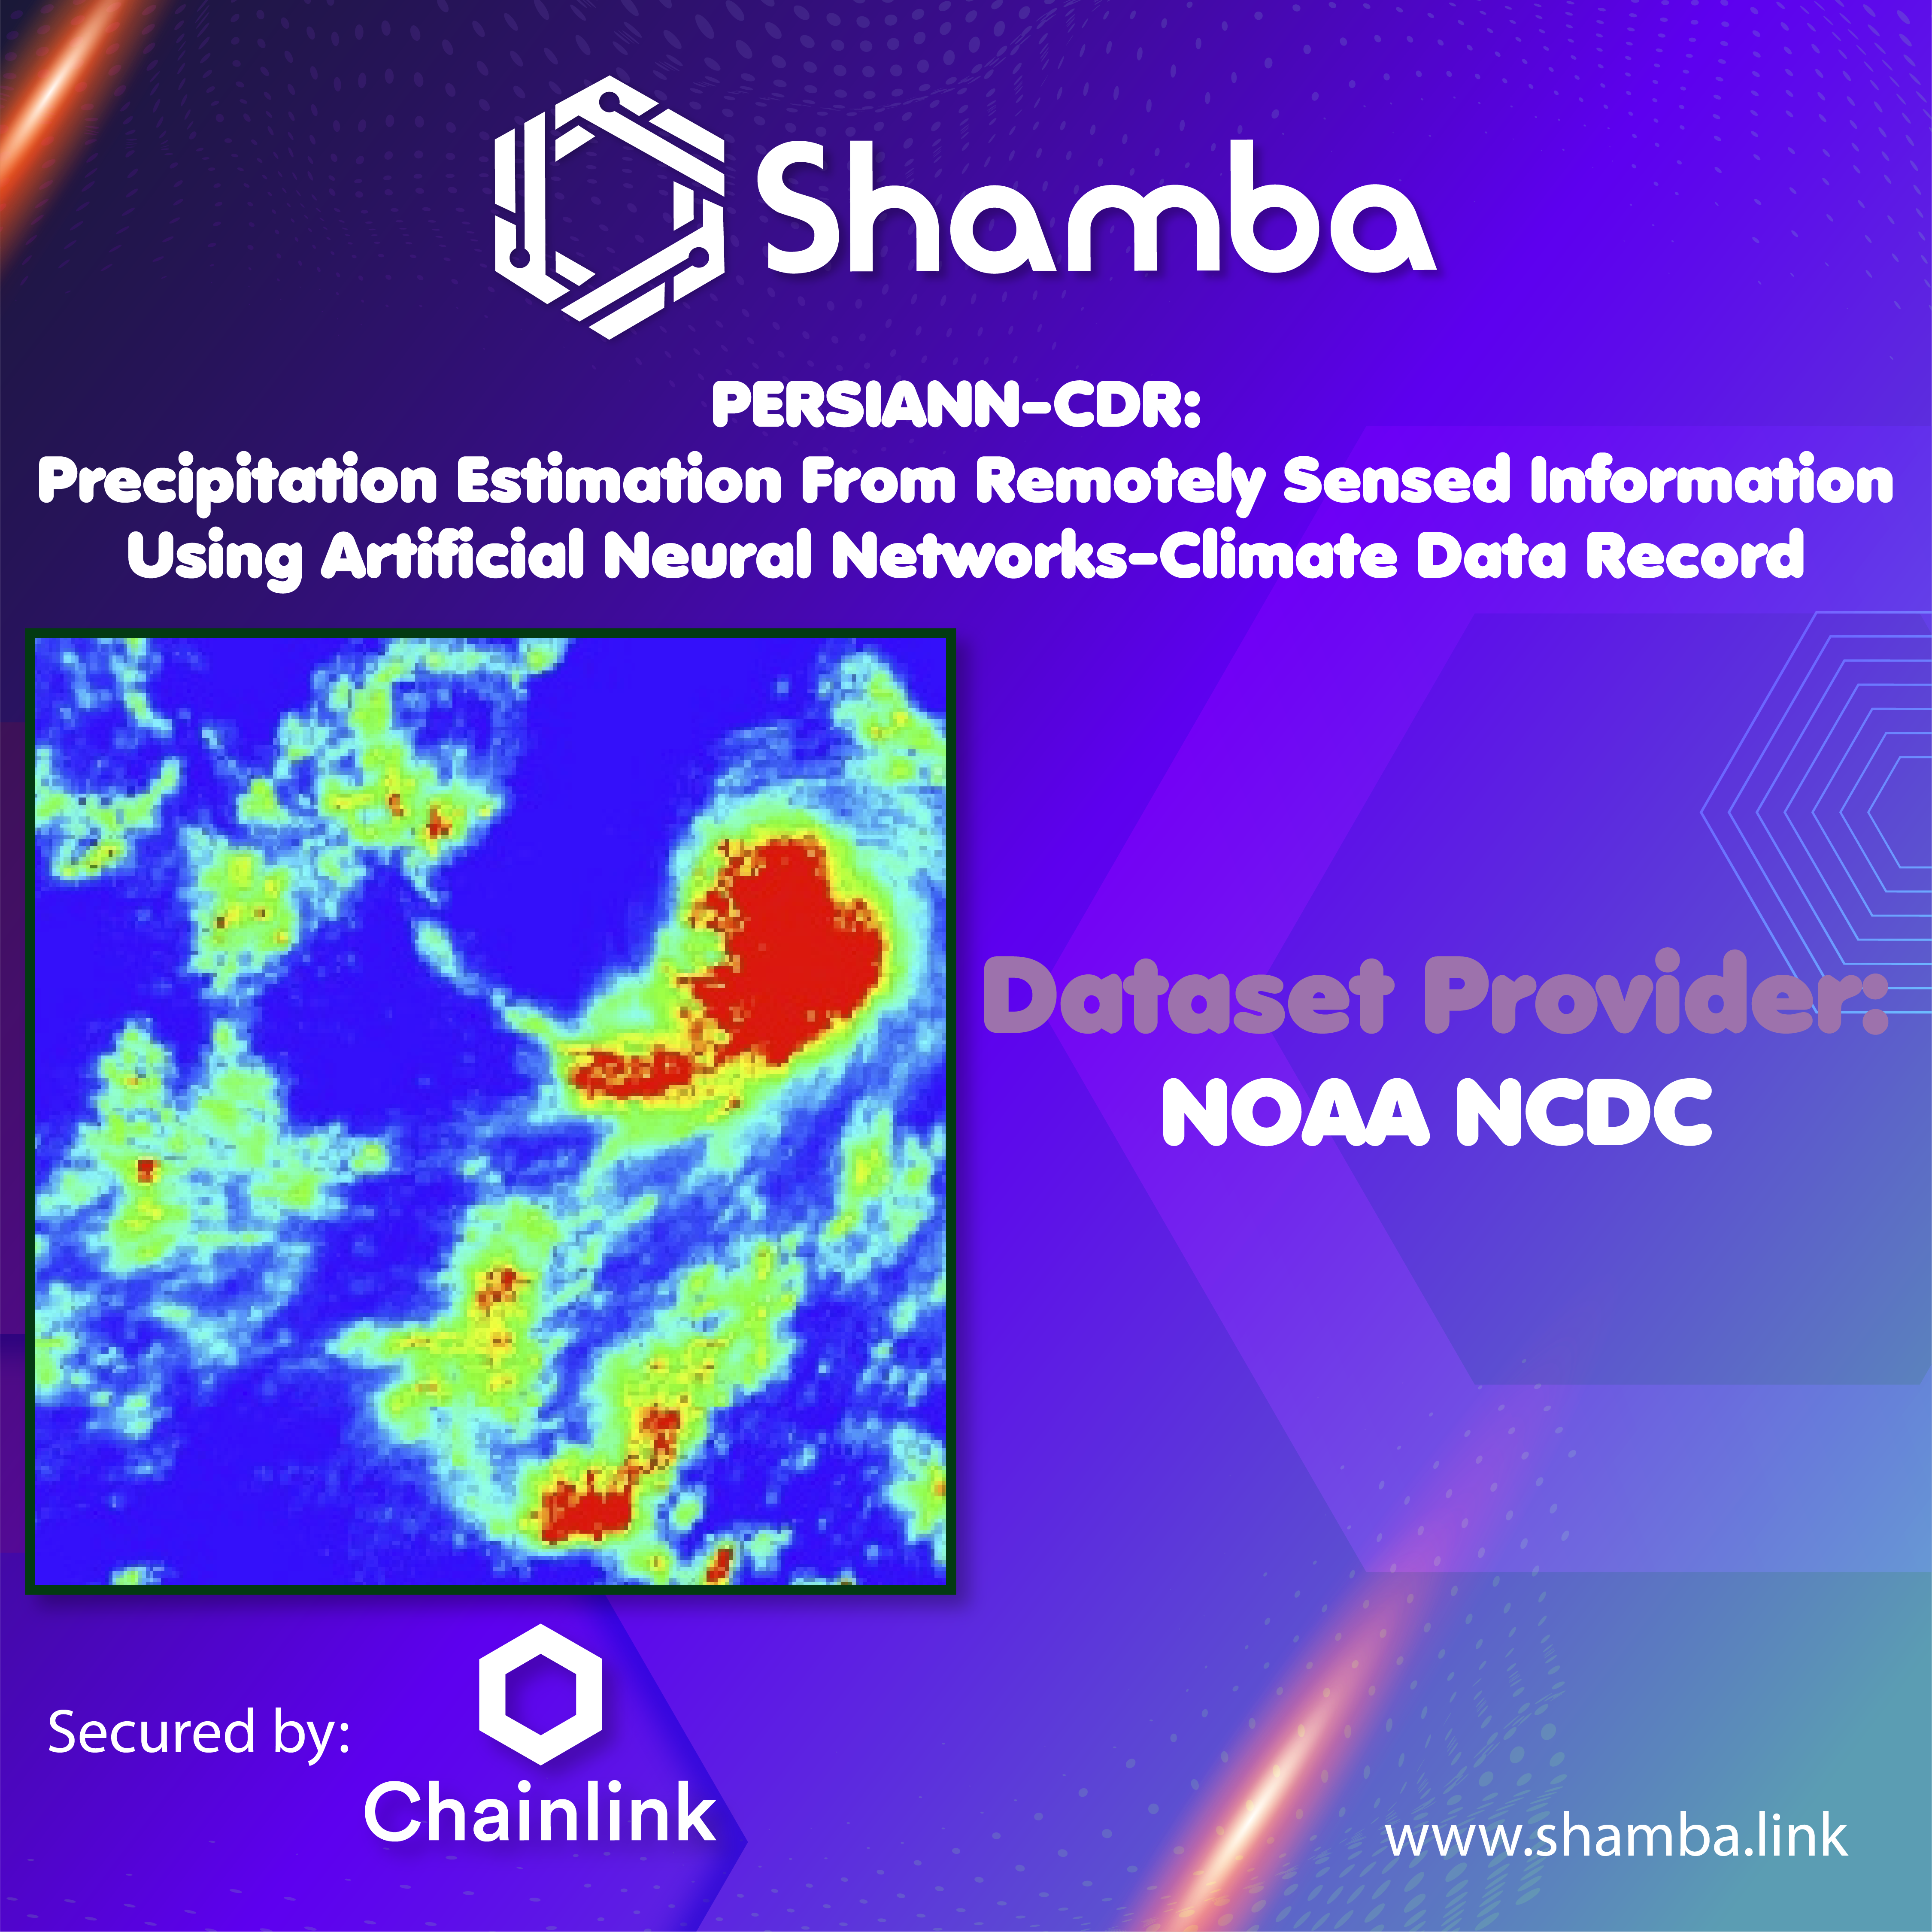 Shamba
PERSIANN-CDR:
Precipitation Estimation From Remotely Sensed Information
Using Artificial Neural Networks-Climate Data Record
Dataset Provider:
NOAA NCDC
Secured by:
Chainlink
www.shamba.link